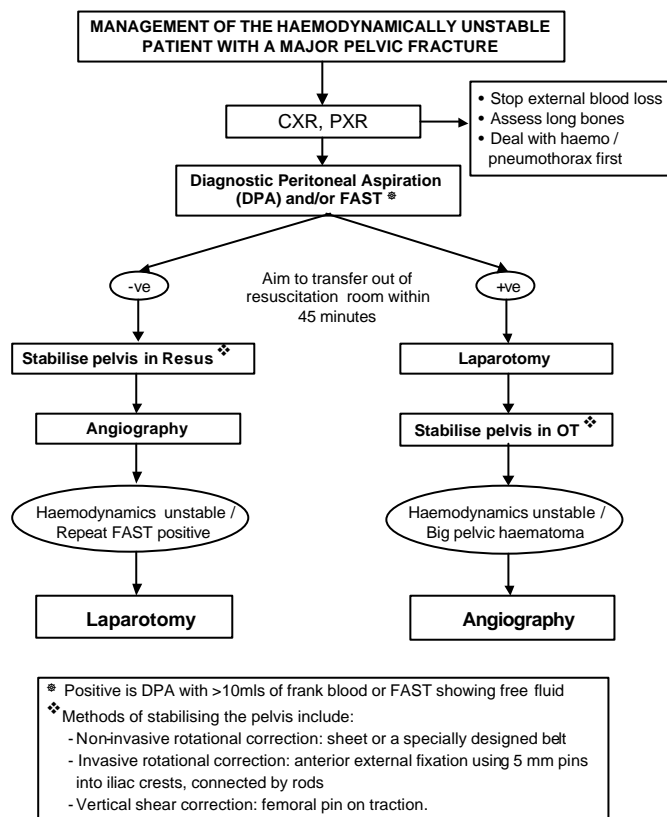 MANAGEMENT OF THE HAEMODYNAMICALLY UNSTABLE
PATIENT WITH A MAJOR PELVIC FRACTURE
CXR, PXR
• Stop external blood loss
• Assess long bones
• Deal with haemo /
pneumothorax first
Diagnostic Peritoneal Aspiration
(DPA) and/or FAST ⎈
-ve
Aim to transfer out of
resuscitation room within
45 minutes
+ve
Stabilise pelvis in Resus ❖
Laparotomy
Angiography
Stabilise pelvis in OT ❖
Haemodynamics unstable /
Repeat FAST positive
Haemodynamics unstable /
Big pelvic haematoma
Laparotomy
Angiography
⎈ Positive is DPA with >10mls of frank blood or FAST showing free fluid
❖ Methods of stabilising the pelvis include:
- Non-invasive rotational correction: sheet or a specially designed belt
- Invasive rotational correction: anterior external fixation using 5 mm pins
into iliac crests, connected by rods
- Vertical shear correction: femoral pin on traction.